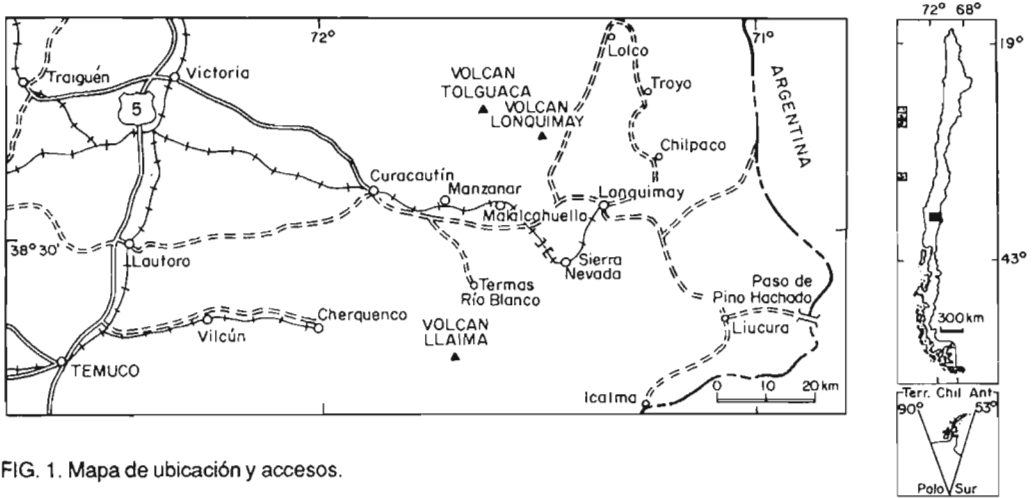 72°
71°
72° 68°
19°
43°
300 km
Terr. Chil Ant.
90° 53°
Polo Sur
Traiguén
Victoria
5
VOLCAN
TOLGUACA
VOLCAN
LONQUIMAY
Lolco
Troyo
Chilpaco
ARGENTINA
Curacautín
Manzanar
Malalcahuello
Lonquimay
38° 30'
Lautoro
Sierra
Nevada
Termas
Río Blanco
Paso de
Pino Hachado
Liucura
Vilcún
Cherquenco
VOLCAN
LLAIMA
TEMUCO
Icalma
0 10 20 km
FIG. 1. Mapa de ubicación y accesos.